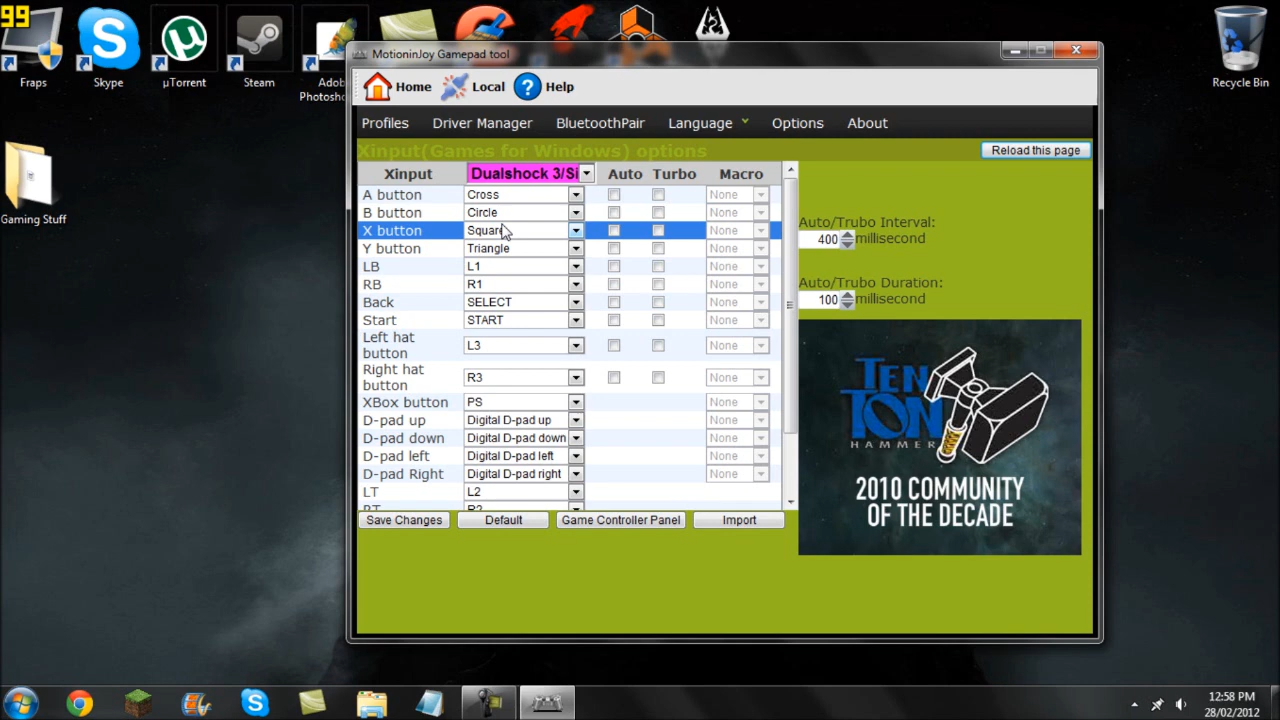 99
Fraps
Skype
µTorrent
Steam
Adob
Photosh
Recycle Bin
Gaming Stuff
MotioninJoy Gamepad tool
Home Local ? Help
Profiles Driver Manager BluetoothPair Language Options About
Xinput(Games for Windows) options
Reload this page
Xinput Dualshock 3/Si Auto Turbo Macro
A button Cross None
B button Circle None
X button Square None
Y button Triangle None
LB L1 None
RB R1 None
Back SELECT None
Start START None
Left hat
button L3 None
Right hat
button R3 None
XBox button PS None
D-pad up Digital D-pad up None
D-pad down Digital D-pad down None
D-pad left Digital D-pad left None
D-pad Right Digital D-pad right None
LT L2
RT R2
Save Changes Default Game Controller Panel Import
Auto/Trubo Interval:
400 millisecond
Auto/Trubo Duration:
100 millisecond
TEN
TON
HAMMER
2010 COMMUNITY
OF THE DECADE
12:58 PM
28/02/2012